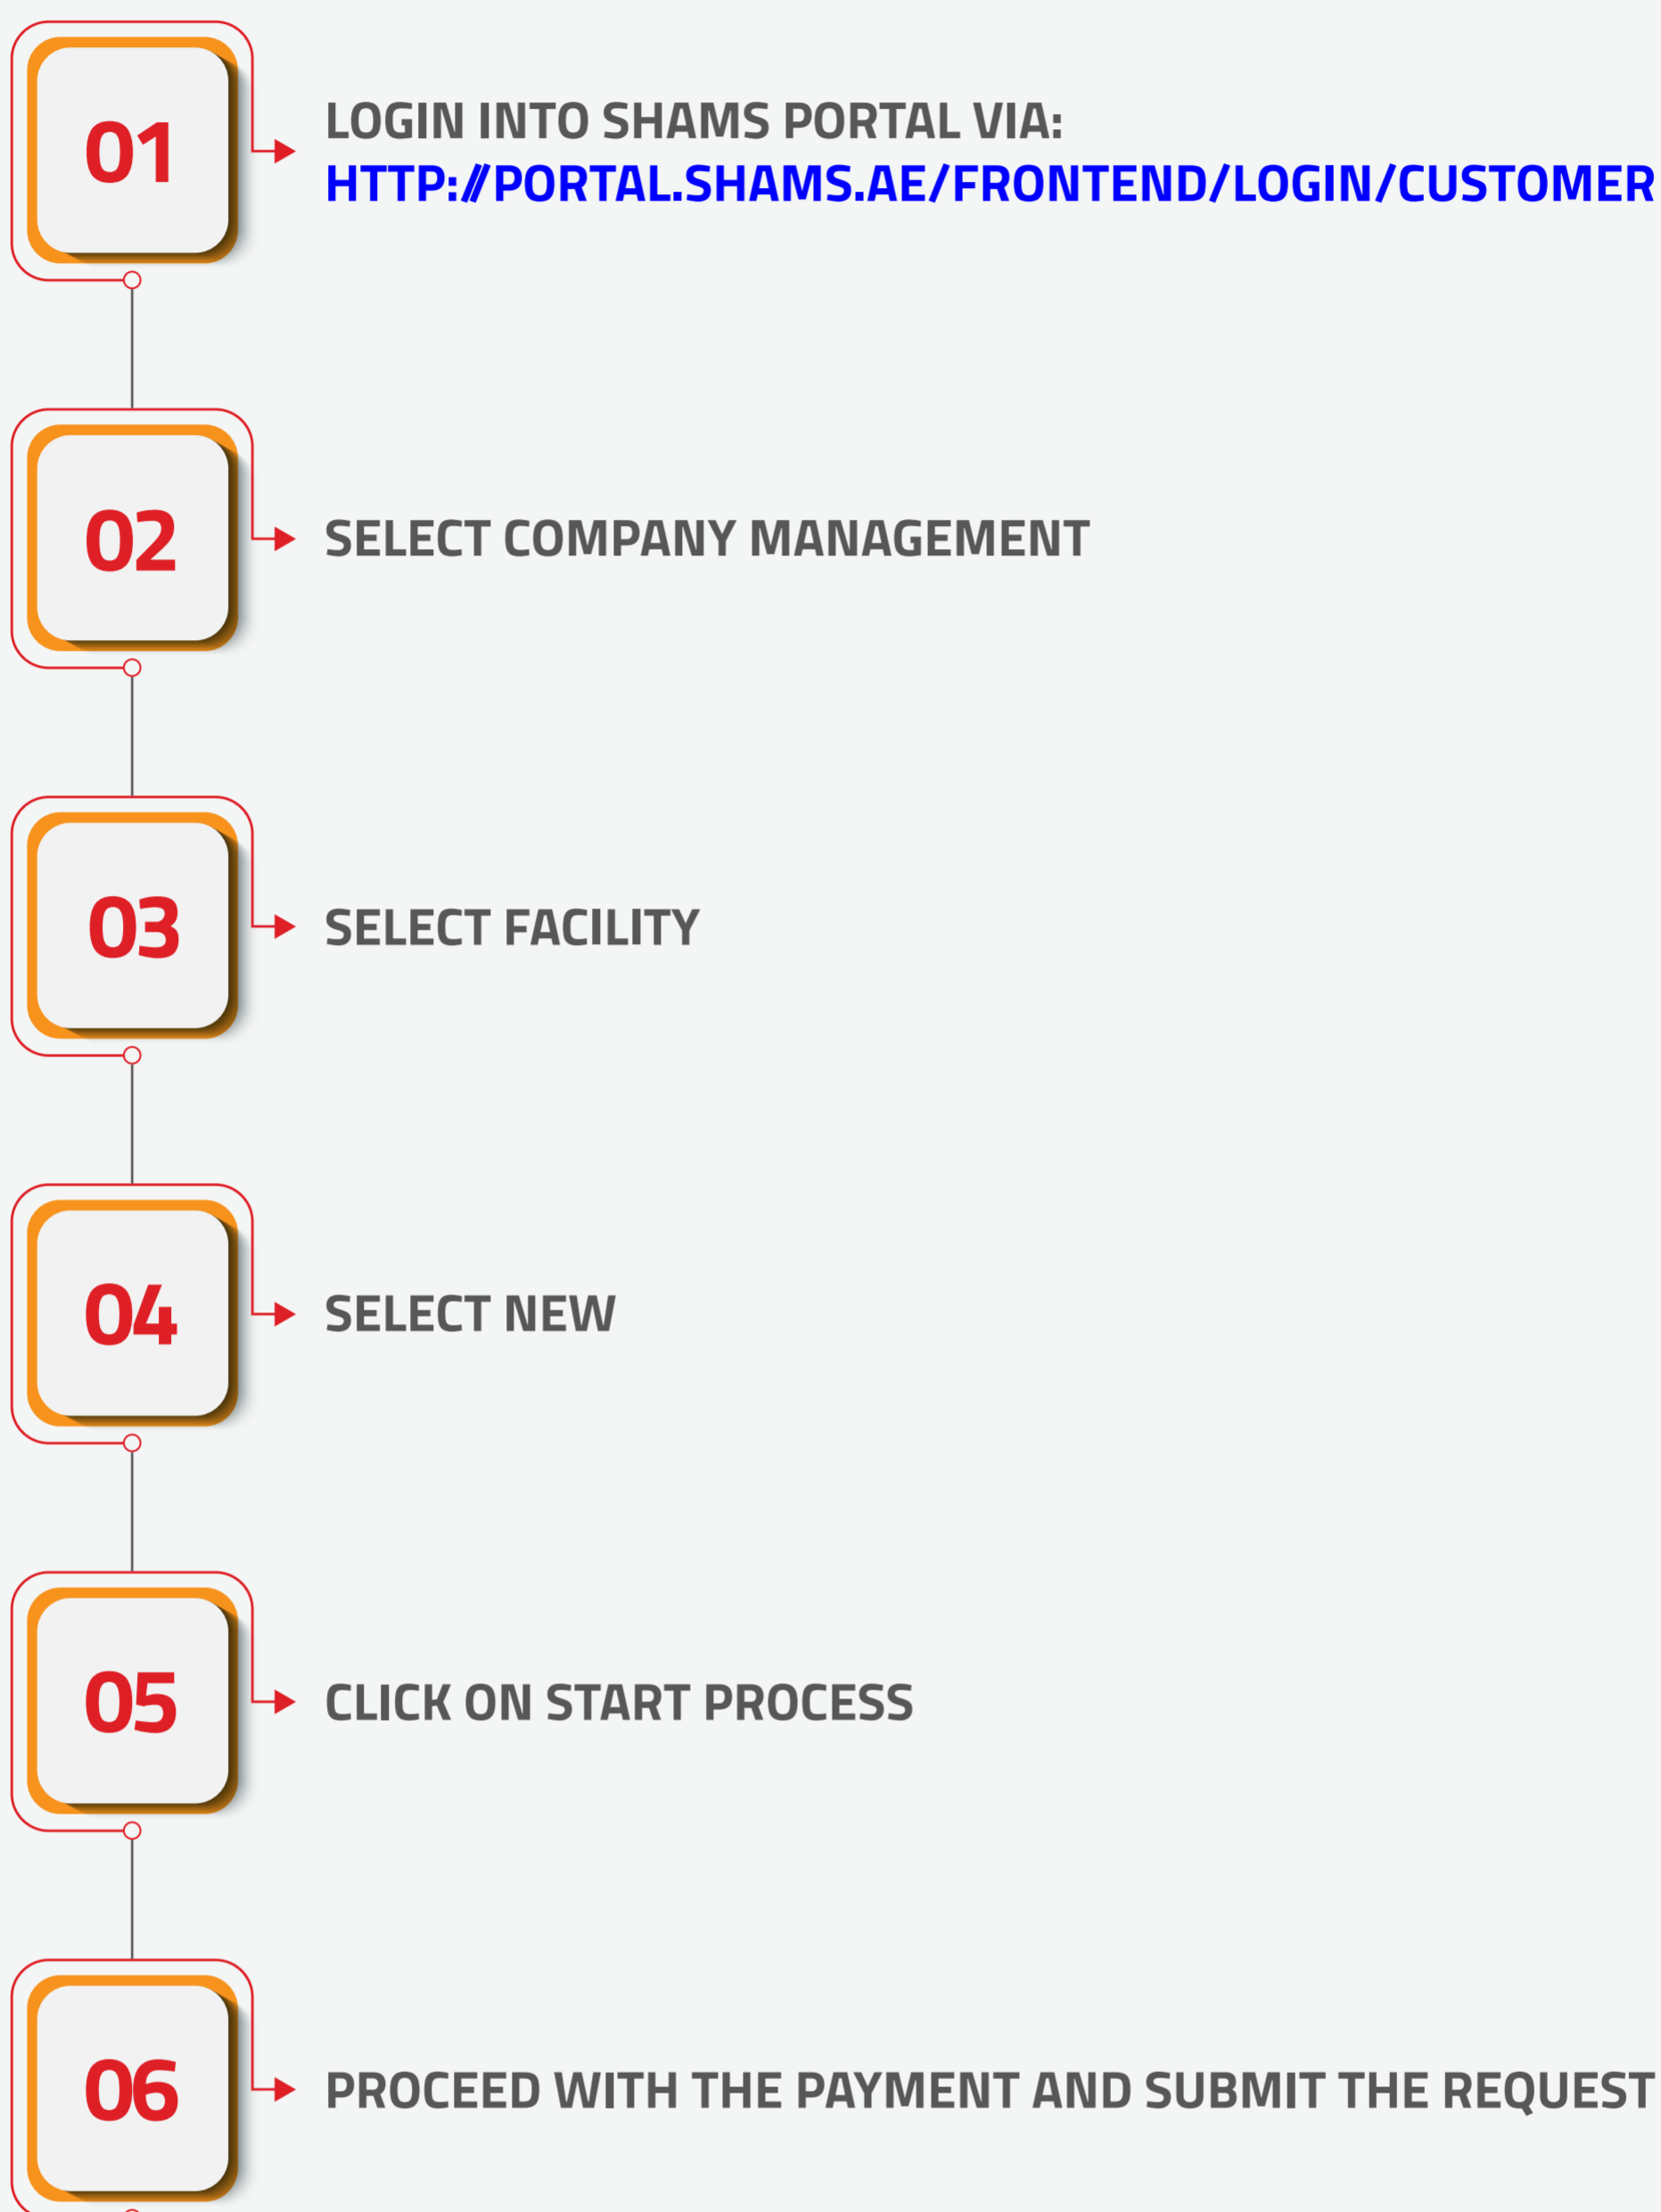 01
LOGIN INTO SHAMS PORTAL VIA:
HTTP://PORTAL.SHAMS.AE/FRONTEND/LOGIN/CUSTOMER
02
SELECT COMPANY MANAGEMENT
03
SELECT FACILITY
04
SELECT NEW
05
CLICK ON START PROCESS
06
PROCEED WITH THE PAYMENT AND SUBMIT THE REQUEST